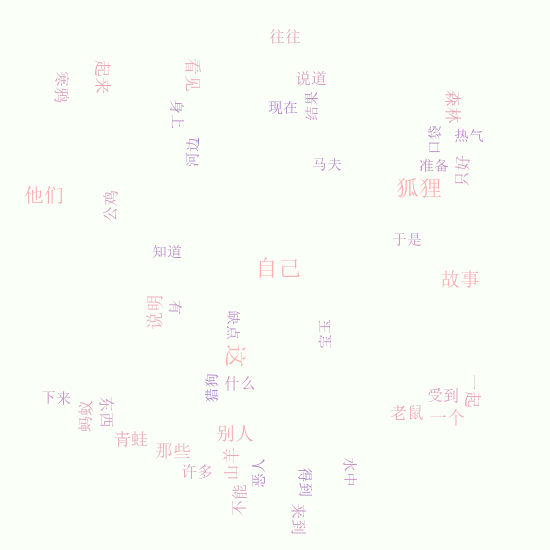 往往
看见
起来
说道
寒鸦
结果
现在
身上
森林
口袋
热气
河边
马夫
准备
只好
狐狸
他们
公鸡
于是
知道
自己
故事
有
说明
缺点
宝玉
这
猎狗
什么
一起
受到
下来
老鼠
一个
蚂蚁
东西
别人
青蛙
那些
山羊
许多
恶人
水中
得到
不能
来到